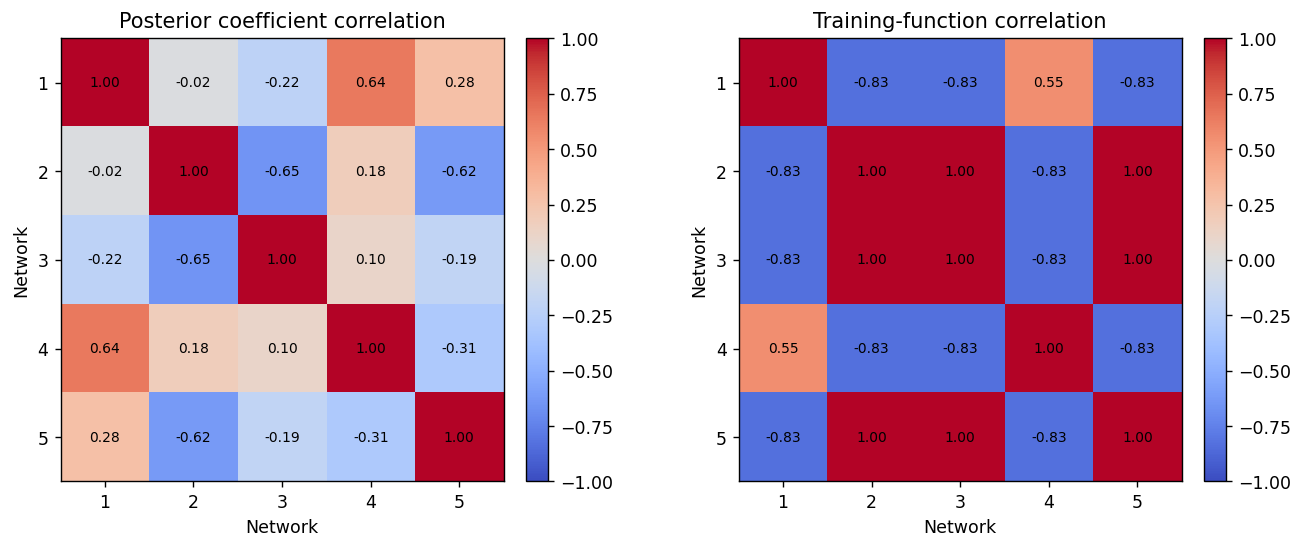 Posterior coefficient correlation
1 1.00 -0.02 -0.22 0.64 0.28
2 -0.02 1.00 -0.65 0.18 -0.62
3 -0.22 -0.65 1.00 0.10 -0.19
4 0.64 0.18 0.10 1.00 -0.31
5 0.28 -0.62 -0.19 -0.31 1.00
1 2 3 4 5
Network
Network
1.00
0.75
0.50
0.25
0.00
−0.25
−0.50
−0.75
−1.00
Training-function correlation
1 1.00 -0.83 -0.83 0.55 -0.83
2 -0.83 1.00 1.00 -0.83 1.00
3 -0.83 1.00 1.00 -0.83 1.00
4 0.55 -0.83 -0.83 1.00 -0.83
5 -0.83 1.00 1.00 -0.83 1.00
1 2 3 4 5
Network
Network
1.00
0.75
0.50
0.25
0.00
−0.25
−0.50
−0.75
−1.00